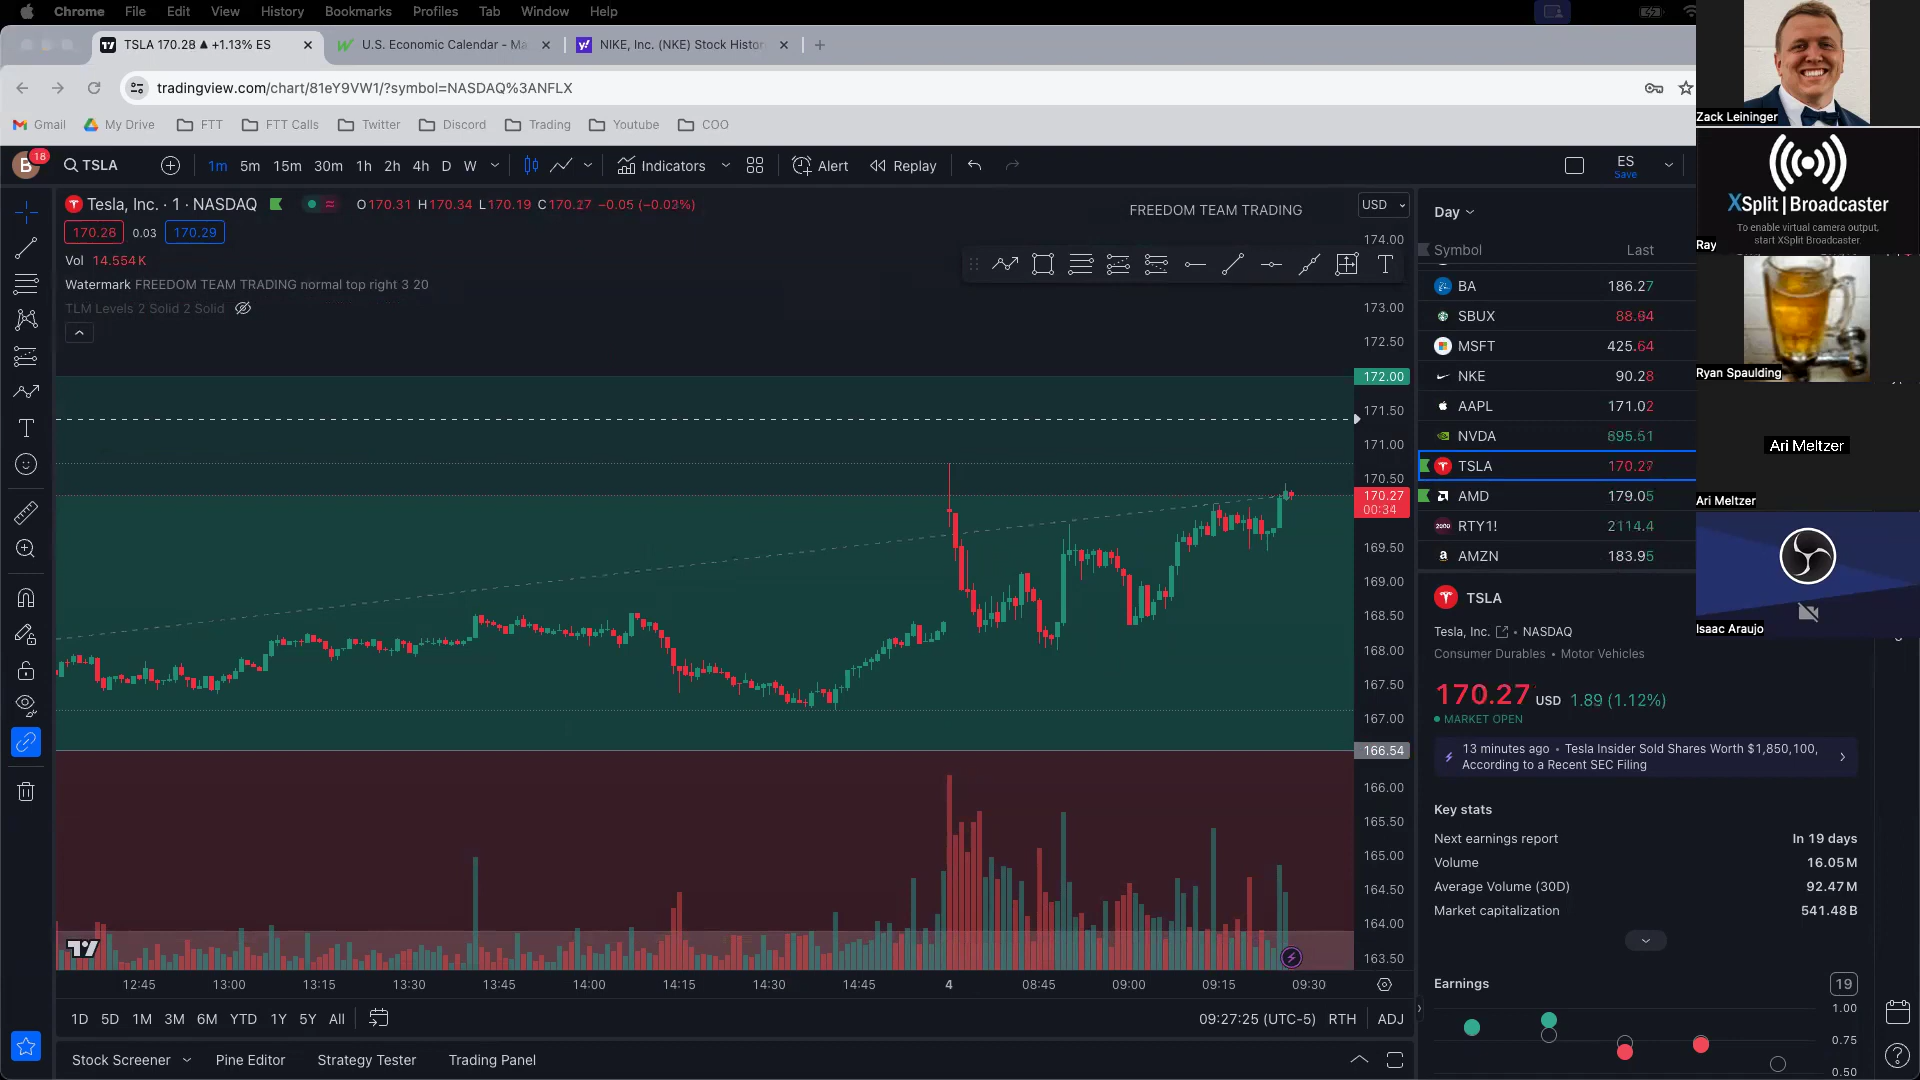 Chrome File Edit View History Bookmarks Profiles Tab Window Help
TSLA 170.28 ▲ +1.13% ES
U.S. Economic Calendar - Ma
NIKE, Inc. (NKE) Stock Histor
tradingview.com/chart/81eY9VW1/?symbol=NASDAQ%3ANFLX
Gmail My Drive FTT FTT Calls Twitter Discord Trading Youtube COO
B 18 TSLA 1m 5m 15m 30m 1h 2h 4h D W Indicators Alert Replay ES
Save
Tesla, Inc. · 1 · NASDAQ O170.31 H170.34 L170.19 C170.27 −0.05 (−0.03%)
FREEDOM TEAM TRADING
USD
170.28 0.03 170.29
Vol 14.554K
Watermark FREEDOM TEAM TRADING normal top right 3 20
TLM Levels 2 Solid 2 Solid
174.00
173.00
172.50
172.00
171.50
171.00
170.50
170.27
00:34
169.50
169.00
168.50
168.00
167.50
167.00
166.54
166.00
165.50
165.00
164.50
164.00
163.50
12:45 13:00 13:15 13:30 13:45 14:00 14:15 14:30 14:45 4 08:45 09:00 09:15 09:30
1D 5D 1M 3M 6M YTD 1Y 5Y All
09:27:25 (UTC-5) RTH ADJ
Stock Screener Pine Editor Strategy Tester Trading Panel
Day
Symbol Last
BA 186.27
SBUX
MSFT 425.64
NKE 90.28
AAPL 171.02
NVDA
TSLA 170.27
AMD 179.05
RTY1! 2114.4
AMZN 183.95
TSLA
Tesla, Inc. • NASDAQ
Consumer Durables • Motor Vehicles
170.27 USD 1.89 (1.12%)
MARKET OPEN
13 minutes ago • Tesla Insider Sold Shares Worth $1,850,100,
According to a Recent SEC Filing
Key stats
Next earnings report In 19 days
Volume 16.05M
Average Volume (30D) 92.47M
Market capitalization 541.48B
Earnings 19
1.00
0.75
0.50
Zack Leininger
XSplit | Broadcaster
To enable virtual camera output,
start XSplit Broadcaster.
Ray
Ryan Spaulding
Ari Meltzer
Ari Meltzer
Isaac Araujo